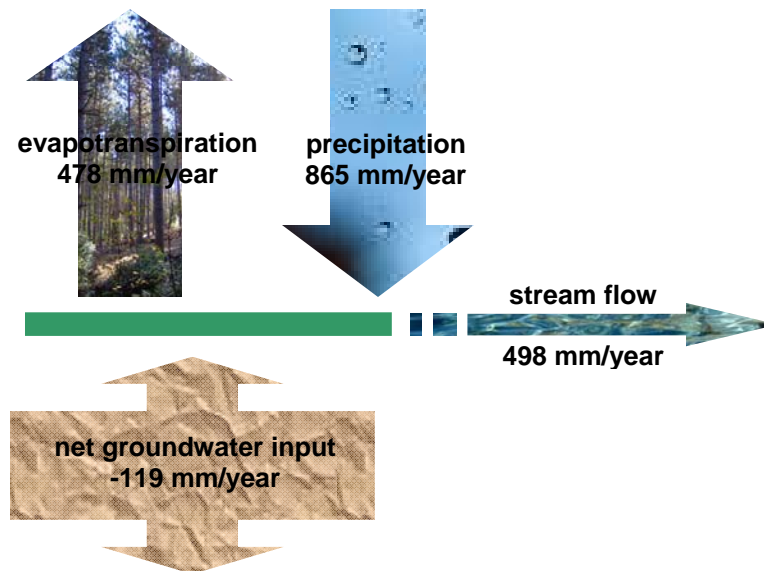 evapotranspiration
478 mm/year
precipitation
865 mm/year
stream flow
498 mm/year
net groundwater input
-119 mm/year